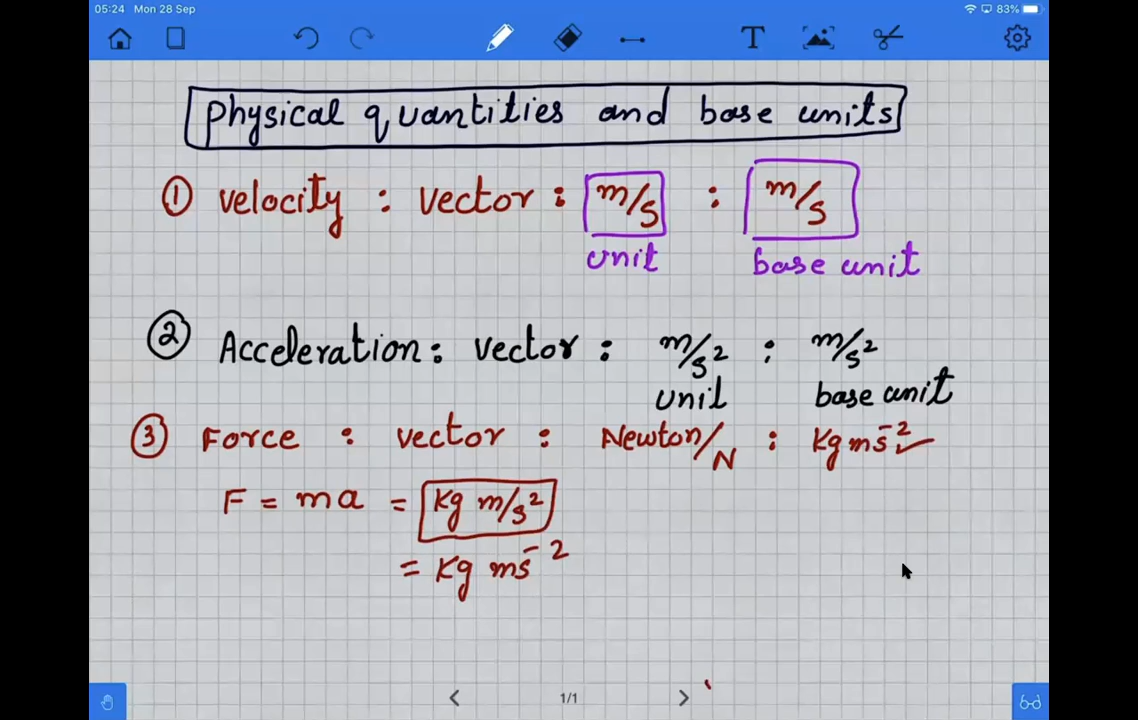 05:24 Mon 28 Sep 83%
T
Physical quantities and base units
① velocity : vector : m/s : m/s
unit base unit
② Acceleration : vector : m/s² : m/s²
unit base unit
③ Force : vector : Newton/N : Kg ms⁻²
F = ma = Kg m/s²
= Kg ms⁻²
< 1/1 >